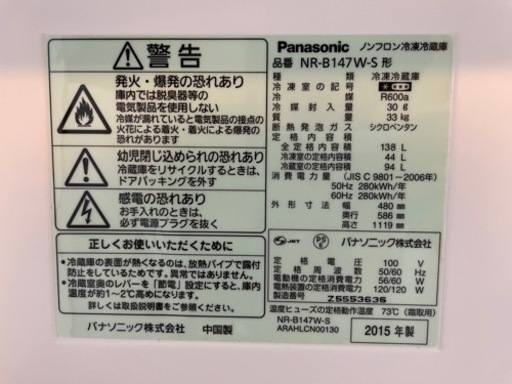 警告
発火・爆発の恐れあり
庫内では脱臭器等の
電気製品を使用しない
冷媒が漏れていると電気製品の接点の
火花による着火・爆発の恐れあり
幼児閉じ込められの恐れあり
冷蔵庫をリサイクルするときは、
ドアパッキングを外す
感電の恐れあり
お手入れのときは、
必ず電源プラグを抜く
正しくお使いいただくために
●冷蔵庫の表面が熱くなるのは、放熱パイプで露付
防止をしているためで、異常ではありません。
●冷蔵室奥のレバーを「節電」設定にすると、庫内
温度が約1〜2℃高めになります。
詳しくは取扱説明書をご覧ください。
パナソニック株式会社 中国製
Panasonic ノンフロン冷凍冷蔵庫
品番 NR-B147W-S 形
種類 冷凍冷蔵庫
冷凍室の記号
冷媒 R600a
冷媒封入量 30 g
質量 33 kg
断熱発泡ガス シクロペンタン
定格内容積
全定格内容積 138 L
冷凍室の定格内容積 44 L
冷蔵室の定格内容積 94 L
消費電力量 (JIS C 9801-2006年)
50Hz 280kWh/年
60Hz 280kWh/年
外形寸法 幅 480 mm
奥行 586 mm
高さ 1119 mm
JET PSE パナソニック株式会社
定格電圧 100 V
定格周波数 50/60 Hz
電動機の定格消費電力 56/60 W
電熱装置の定格消費電力 120/120 W
製造番号 Z5553636
温度ヒューズの定格動作温度 73℃(霜取用)
NR-B147W-S
ARAHLCN00130 2015年製